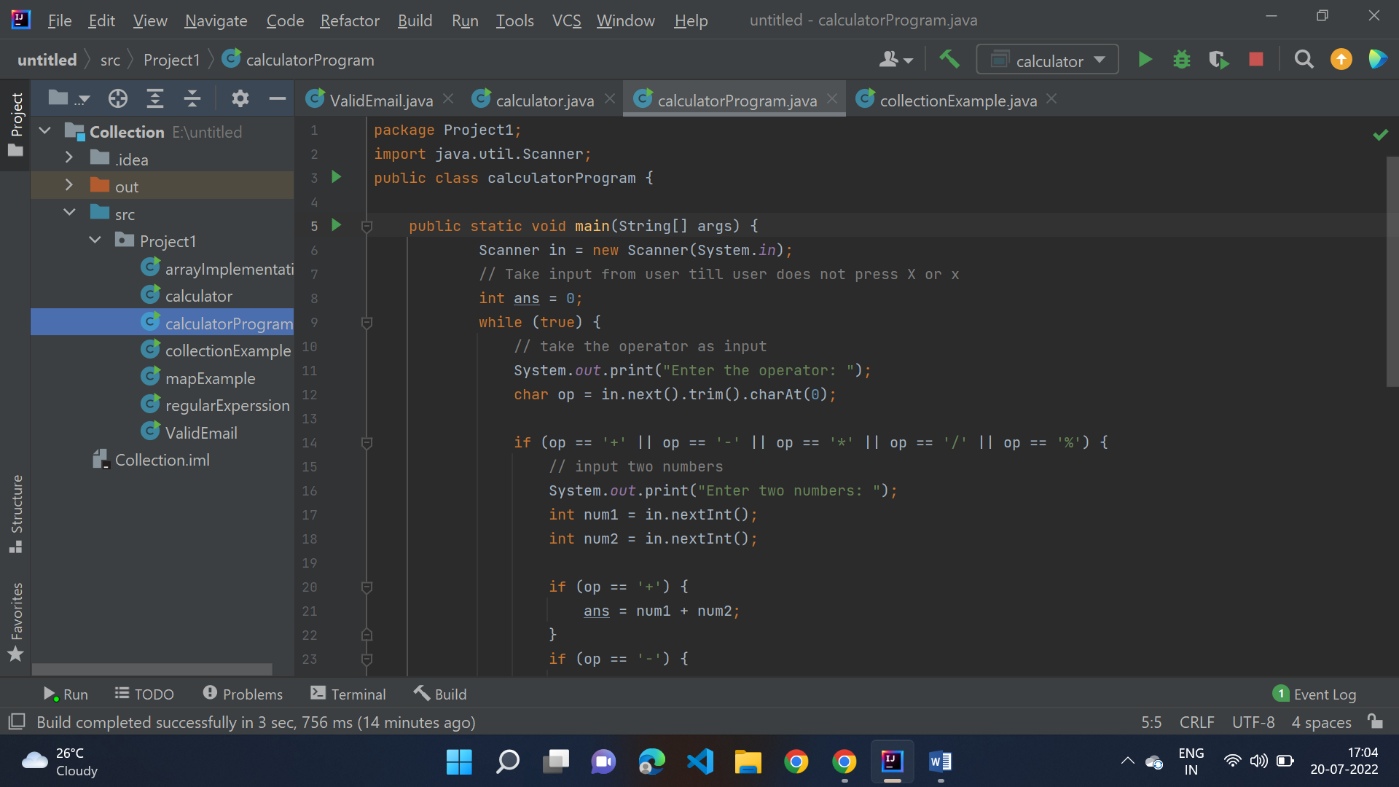 File Edit View Navigate Code Refactor Build Run Tools VCS Window Help untitled - calculatorProgram.java
untitled src Project1 calculatorProgram calculator
Project ... ValidEmail.java calculator.java calculatorProgram.java collectionExample.java
Collection E:\untitled
.idea
out
src
Project1
arrayImplementati
calculator
calculatorProgram
collectionExample
mapExample
regularExperssion
ValidEmail
Collection.iml
Structure
Favorites
1 package Project1;
2 import java.util.Scanner;
3 public class calculatorProgram {
4
5 public static void main(String[] args) {
6 Scanner in = new Scanner(System.in);
7 // Take input from user till user does not press X or x
8 int ans = 0;
9 while (true) {
10 // take the operator as input
11 System.out.print("Enter the operator: ");
12 char op = in.next().trim().charAt(0);
13
14 if (op == '+' || op == '-' || op == '*' || op == '/' || op == '%') {
15 // input two numbers
16 System.out.print("Enter two numbers: ");
17 int num1 = in.nextInt();
18 int num2 = in.nextInt();
19
20 if (op == '+') {
21 ans = num1 + num2;
22 }
23 if (op == '-') {
Run TODO Problems Terminal Build 1 Event Log
Build completed successfully in 3 sec, 756 ms (14 minutes ago) 5:5 CRLF UTF-8 4 spaces
26°C
Cloudy
ENG
IN
17:04
20-07-2022